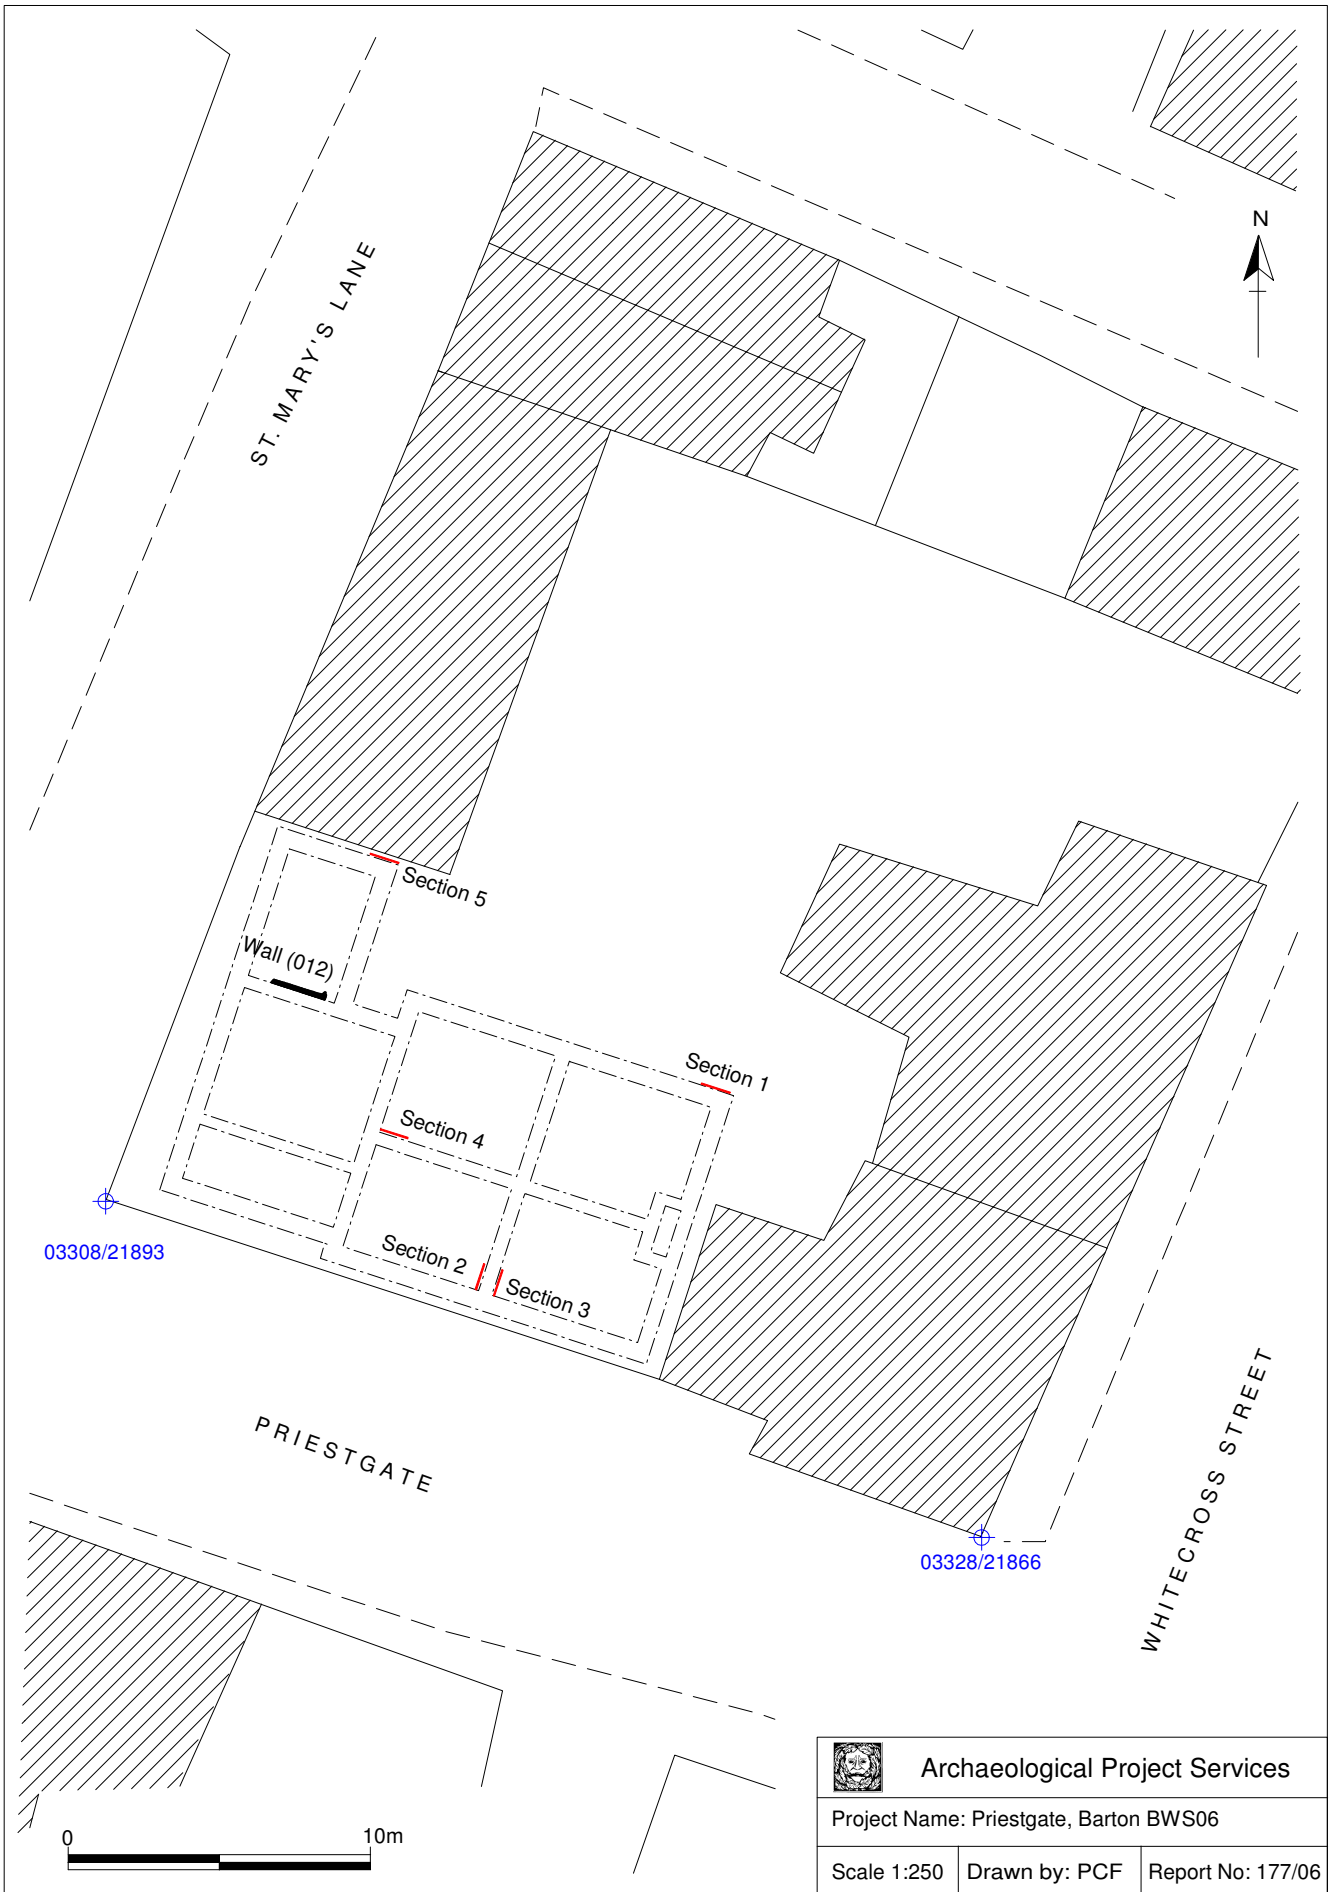 N
ST. MARY'S LANE
Section 5
Wall (012)
Section 1
Section 4
03308/21893
Section 2
Section 3
PRIESTGATE
WHITECROSS STREET
03328/21866
0 10m
Archaeological Project Services
Project Name: Priestgate, Barton BWS06
Scale 1:250 Drawn by: PCF Report No: 177/06